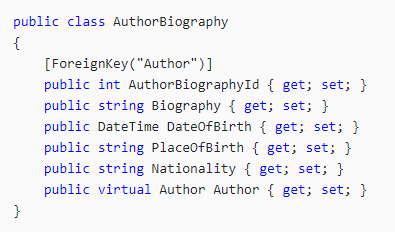 public class AuthorBiography
{
    [ForeignKey("Author")]
    public int AuthorBiographyId { get; set; }
    public string Biography { get; set; }
    public DateTime DateOfBirth { get; set; }
    public string PlaceOfBirth { get; set; }
    public string Nationality { get; set; }
    public virtual Author Author { get; set; }
}